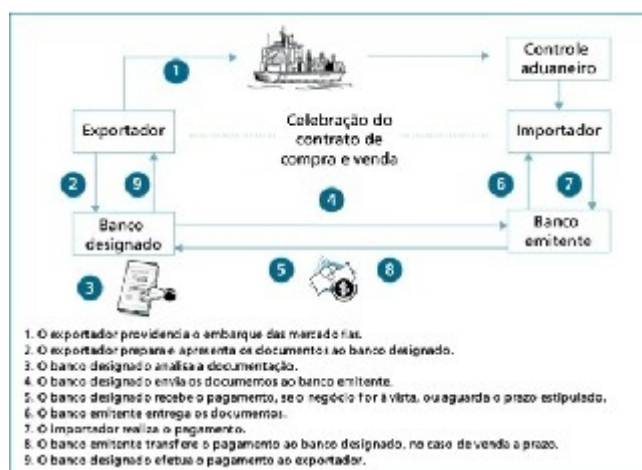 1
Controle
aduaneiro
Exportador
Celebração do
contrato de
compra e venda
Importador
2
9
6
7
4
Banco
designado
Banco
emitente
3
5
8
1. O exportador providencia o embarque das mercadorias.
2. O exportador prepara e apresenta os documentos ao banco designado.
3. O banco designado analisa a documentação.
4. O banco designado envia os documentos ao banco emitente.
5. O banco designado recebe o pagamento, se o negócio for à vista, ou aguarda o prazo estipulado.
6. O banco emitente entrega os documentos.
7. O importador realiza o pagamento.
8. O banco emitente transfere o pagamento ao banco designado, no caso de venda a prazo.
9. O banco designado efetua o pagamento ao exportador.